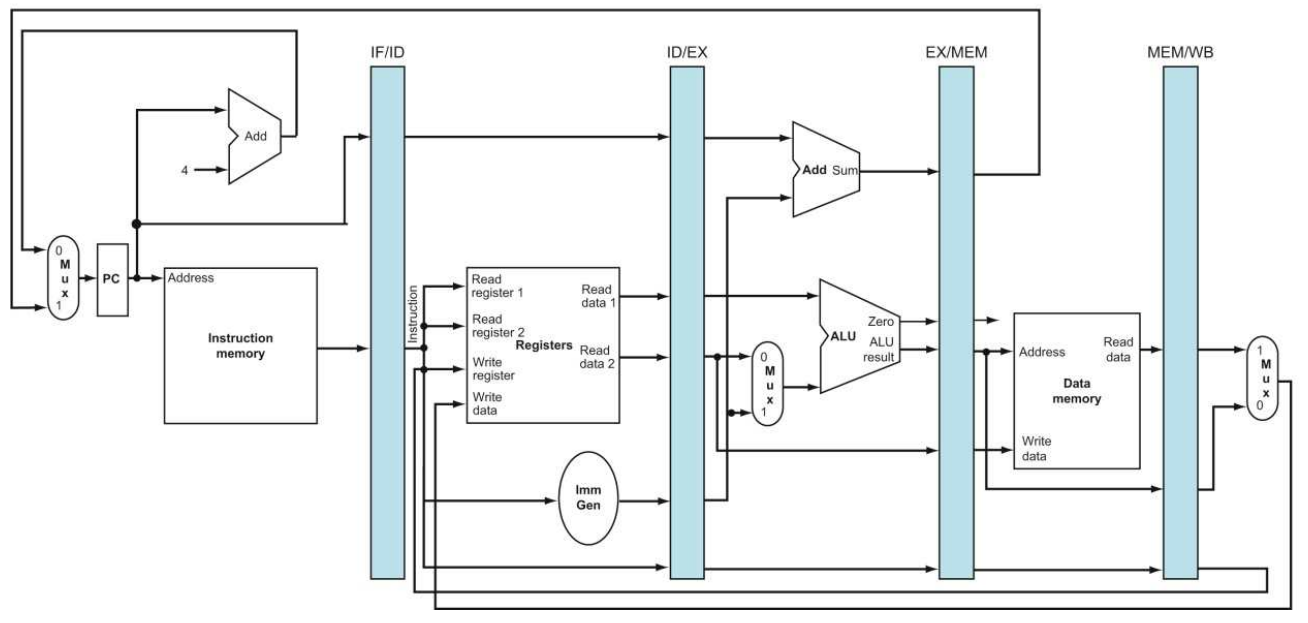 IF/ID
ID/EX
EX/MEM
MEM/WB
Add
4
Add Sum
0
M
u
x
1
PC
Address
Instruction
memory
Instruction
Read
register 1
Read
register 2
Write
register
Write
data
Registers
Read
data 1
Read
data 2
Imm
Gen
0
M
u
x
1
ALU
Zero
ALU
result
Address
Read
data
Data
memory
Write
data
1
M
u
x
0